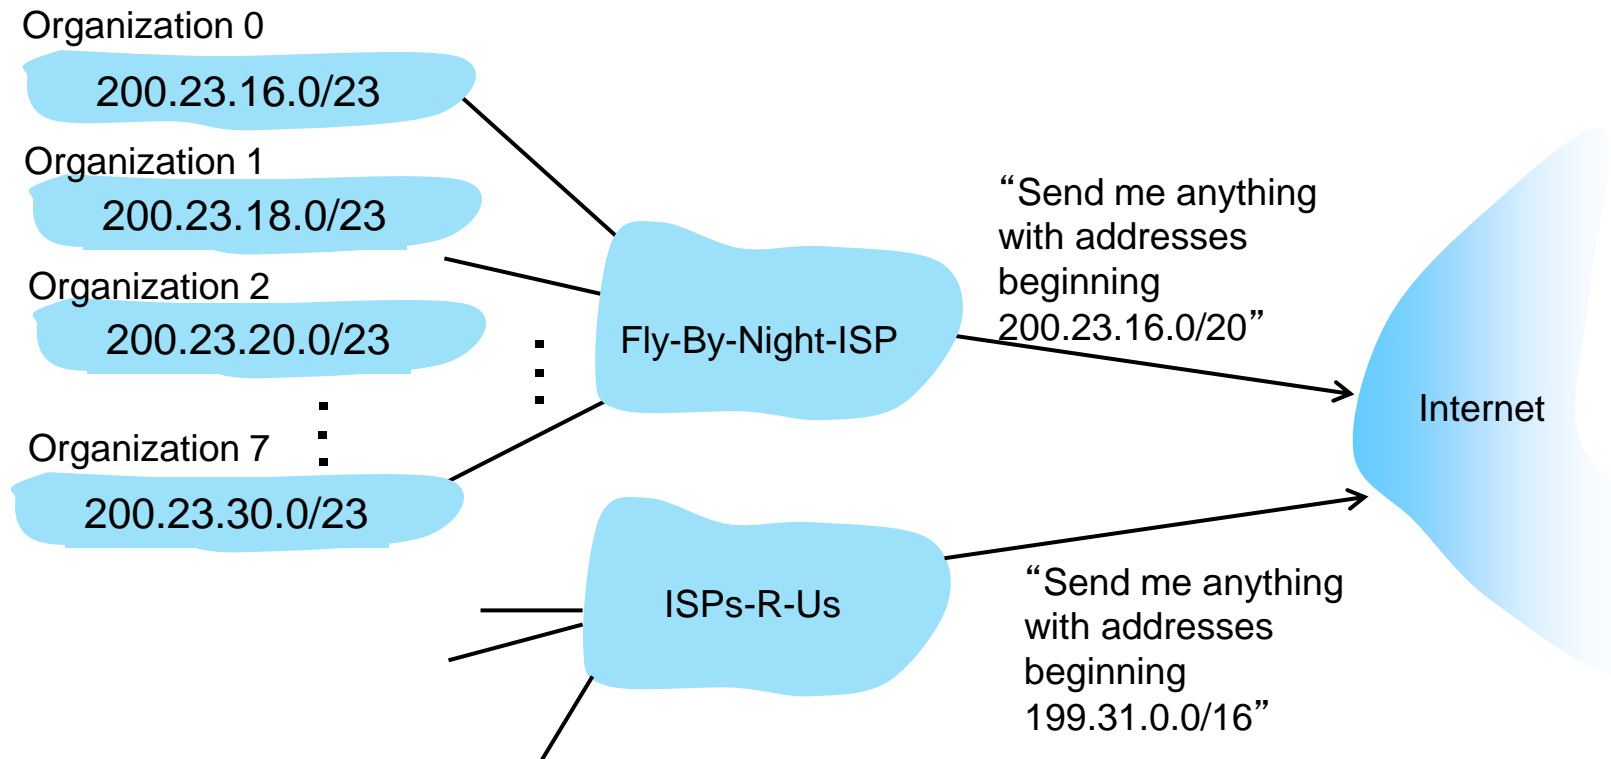 Organization 0
200.23.16.0/23
Organization 1
200.23.18.0/23
Organization 2
200.23.20.0/23
Organization 7
200.23.30.0/23
Fly-By-Night-ISP
“Send me anything
with addresses
beginning
200.23.16.0/20”
Internet
ISPs-R-Us
“Send me anything
with addresses
beginning
199.31.0.0/16”